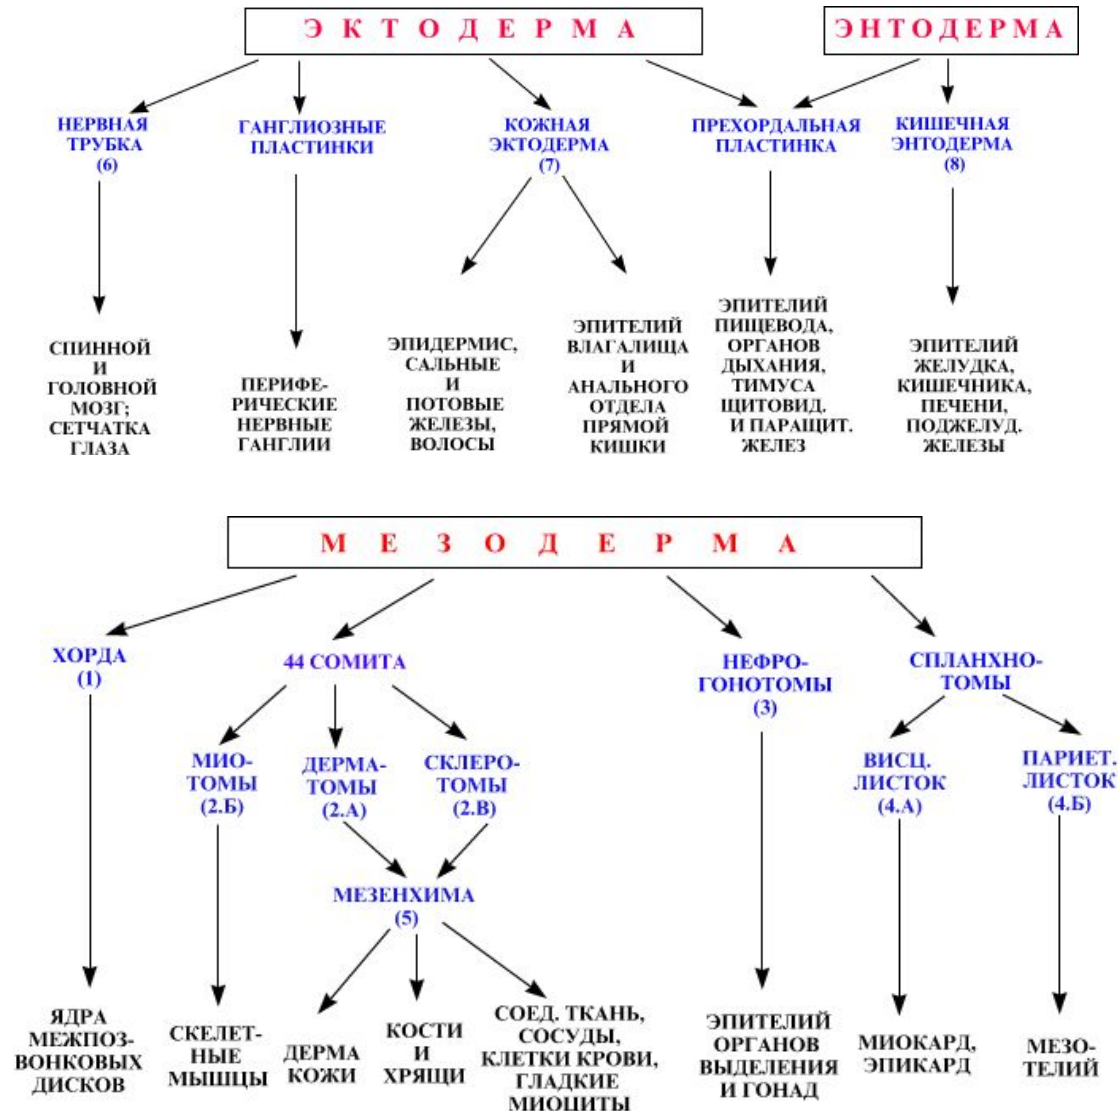 ЭКТОДЕРМА
ЭНТОДЕРМА
НЕРВНАЯ
ТРУБКА
(6)
ГАНГЛИОЗНЫЕ
ПЛАСТИНКИ
КОЖНАЯ
ЭКТОДЕРМА
(7)
ПРЕХОРДАЛЬНАЯ
ПЛАСТИНКА
КИШЕЧНАЯ
ЭНТОДЕРМА
(8)
СПИННОЙ
И
ГОЛОВНОЙ
МОЗГ;
СЕТЧАТКА
ГЛАЗА
ПЕРИФЕ-
РИЧЕСКИЕ
НЕРВНЫЕ
ГАНГЛИИ
ЭПИДЕРМИС,
САЛЬНЫЕ
И
ПОТОВЫЕ
ЖЕЛЕЗЫ,
ВОЛОСЫ
ЭПИТЕЛИЙ
ВЛАГАЛИЩА
И
АНАЛЬНОГО
ОТДЕЛА
ПРЯМОЙ
КИШКИ
ЭПИТЕЛИЙ
ПИЩЕВОДА,
ОРГАНОВ
ДЫХАНИЯ,
ТИМУСА
ЩИТОВИД.
И ПАРАЩИТ.
ЖЕЛЕЗ
ЭПИТЕЛИЙ
ЖЕЛУДКА,
КИШЕЧНИКА,
ПЕЧЕНИ,
ПОДЖЕЛУД.
ЖЕЛЕЗЫ
МЕЗОДЕРМА
ХОРДА
(1)
44 СОМИТА
НЕФРО-
ГОНОТОМЫ
(3)
СПЛАНХНО-
ТОМЫ
МИО-
ТОМЫ
(2.Б)
ДЕРМА-
ТОМЫ
(2.А)
СКЛЕРО-
ТОМЫ
(2.В)
ВИСЦ.
ЛИСТОК
(4.А)
ПАРИЕТ.
ЛИСТОК
(4.Б)
МЕЗЕНХИМА
(5)
ЯДРА
МЕЖПОЗ-
ВОНКОВЫХ
ДИСКОВ
СКЕЛЕТ-
НЫЕ
МЫШЦЫ
ДЕРМА
КОЖИ
КОСТИ
И
ХРЯЩИ
СОЕД. ТКАНЬ,
СОСУДЫ,
КЛЕТКИ КРОВИ,
ГЛАДКИЕ
МИОЦИТЫ
ЭПИТЕЛИЙ
ОРГАНОВ
ВЫДЕЛЕНИЯ
И ГОНАД
МИОКАРД,
ЭПИКАРД
МЕЗО-
ТЕЛИЙ